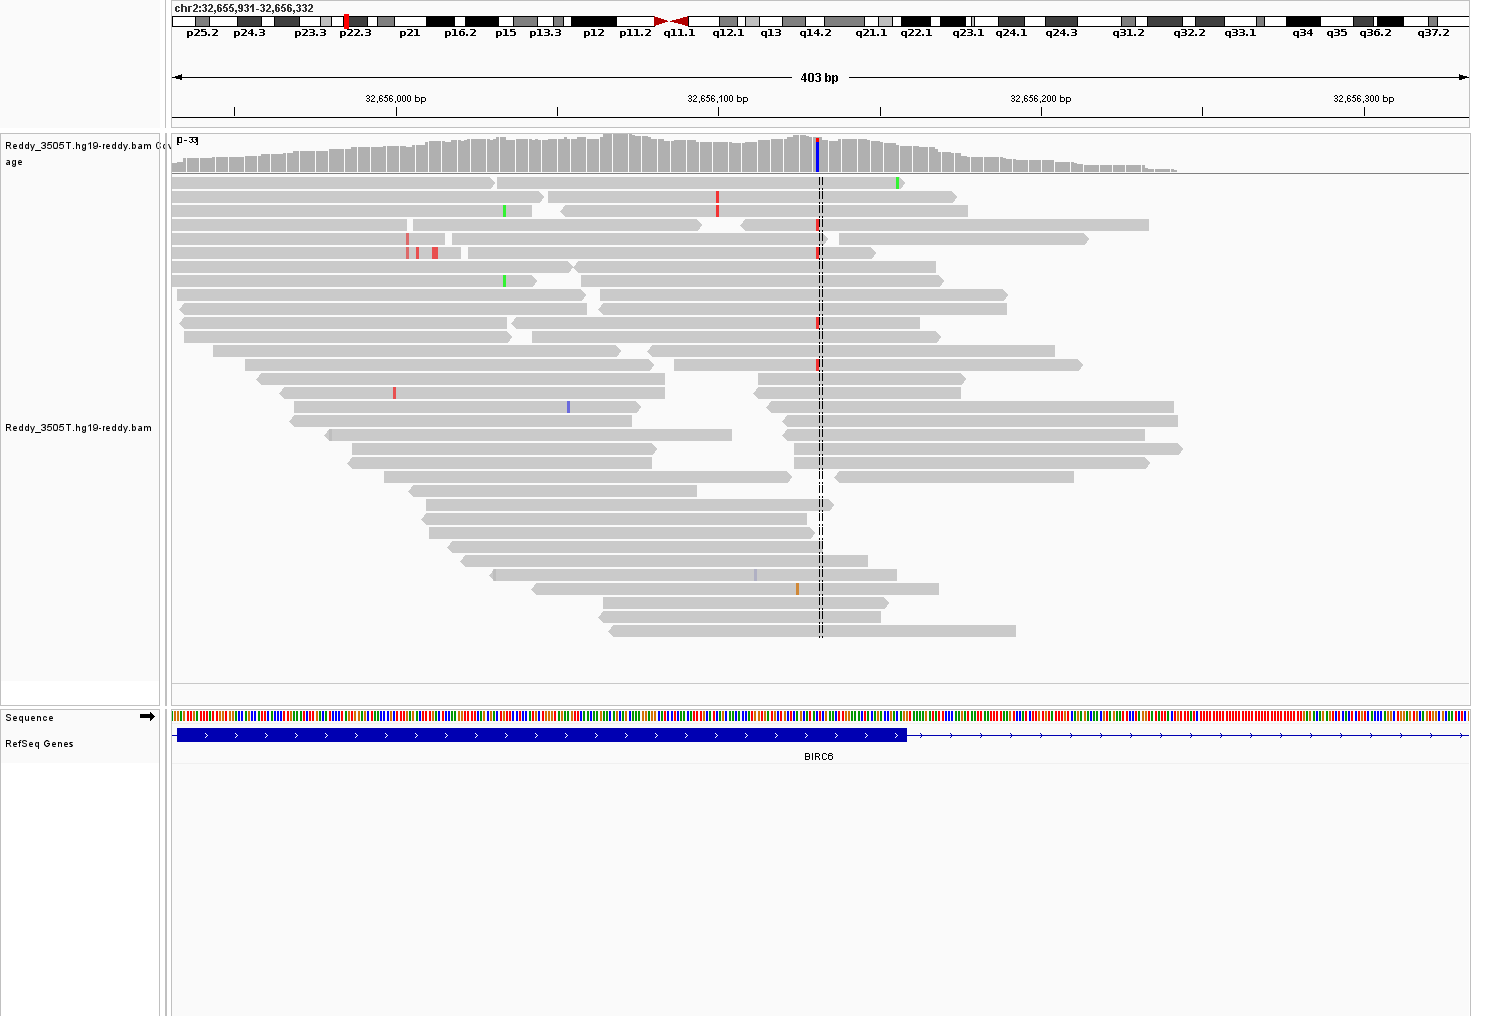 chr2:32,655,931-32,656,332
p25.2 p24.3 p23.3 p22.3 p21 p16.2 p15 p13.3 p12 p11.2 q11.1 q12.1 q13 q14.2 q21.1 q22.1 q23.1 q24.1 q24.3 q31.2 q32.2 q33.1 q34 q35 q36.2 q37.2
403 bp
32,656,000 bp 32,656,100 bp 32,656,200 bp 32,656,300 bp
Reddy_3505T.hg19-reddy.bam Cov
age
[0 - 33]
Reddy_3505T.hg19-reddy.bam
Sequence
RefSeq Genes
BIRC6